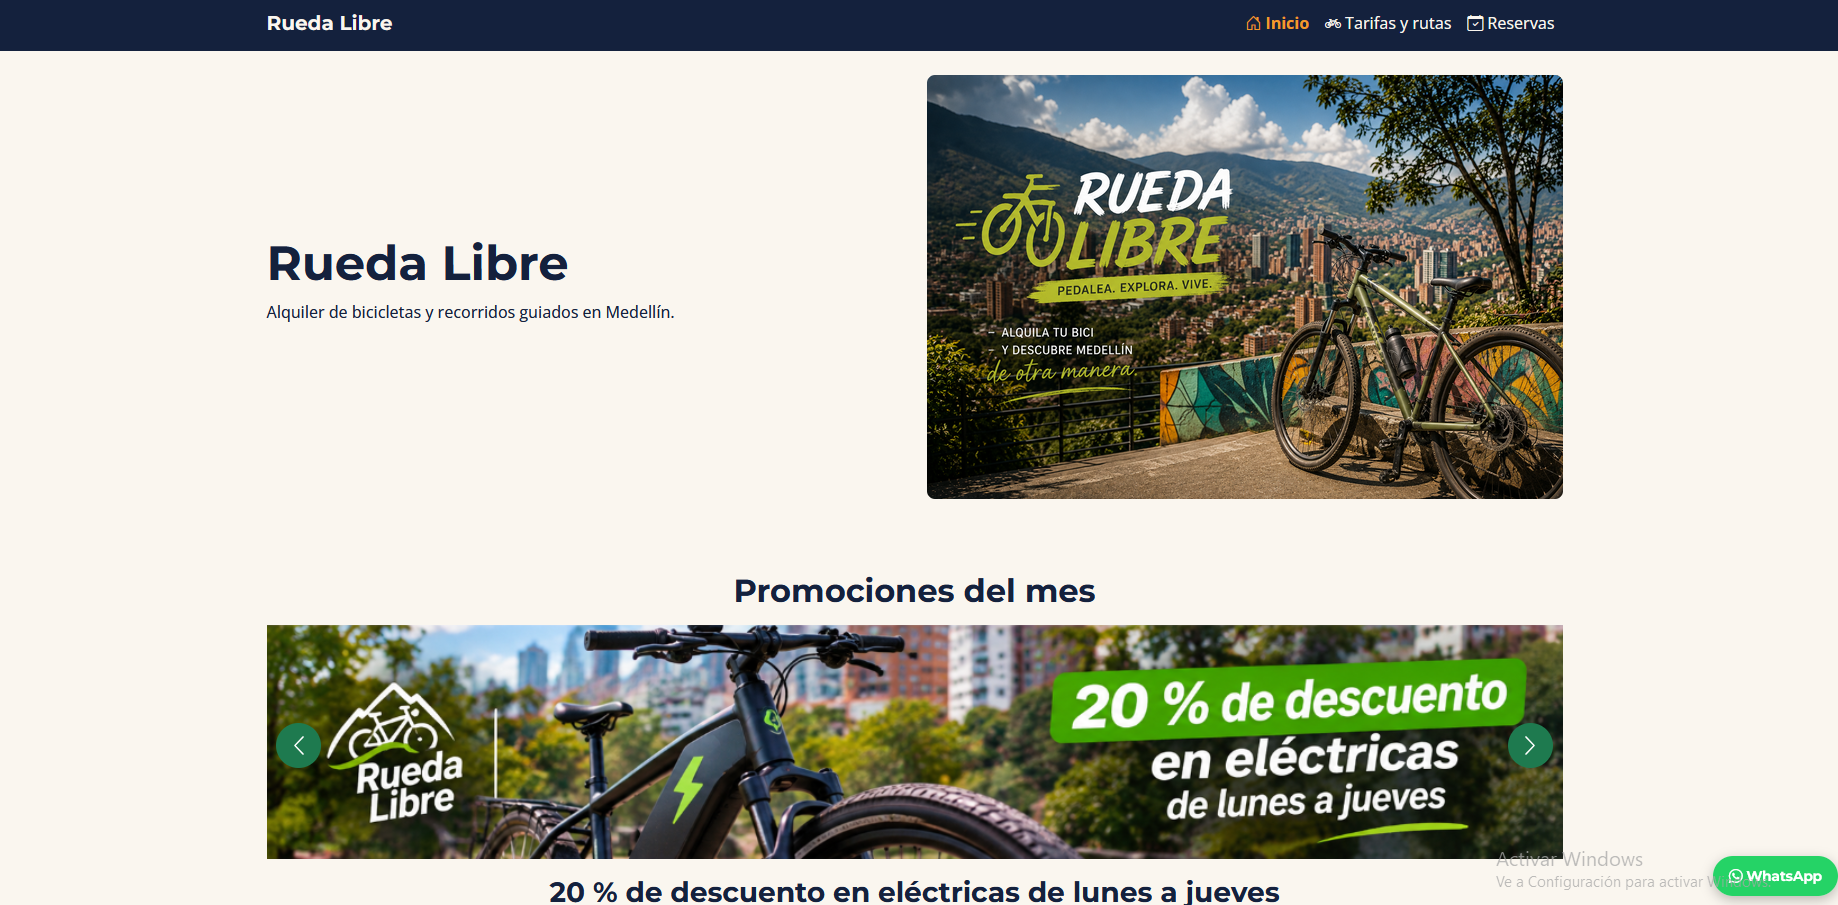 Rueda Libre
Inicio
Tarifas y rutas
Reservas
Rueda Libre
Alquiler de bicicletas y recorridos guiados en Medellín.
RUEDA
LIBRE
PEDALEA. EXPLORA. VIVE.
– ALQUILA TU BICI
– Y DESCUBRE MEDELLÍN
de otra manera.
Promociones del mes
Rueda
Libre
20 % de descuento
en eléctricas
de lunes a jueves
20 % de descuento en eléctricas de lunes a jueves
Activar Windows
Ve a Configuración para activar Windows.
WhatsApp